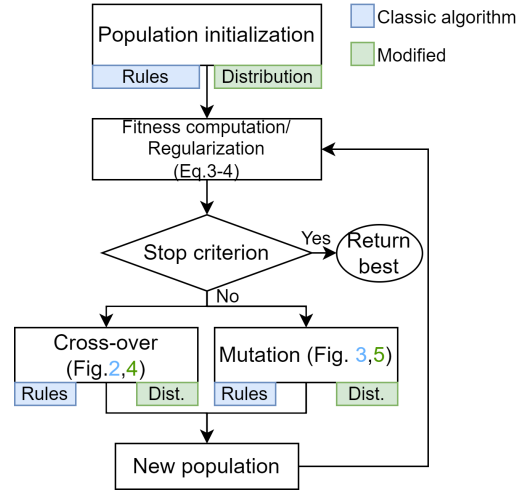 Population initialization
Rules
Distribution
Classic algorithm
Modified
Fitness computation/
Regularization
(Eq.3-4)
Stop criterion
Yes
Return
best
No
Cross-over
(Fig.2,4)
Rules
Dist.
Mutation (Fig. 3,5)
Rules
Dist.
New population